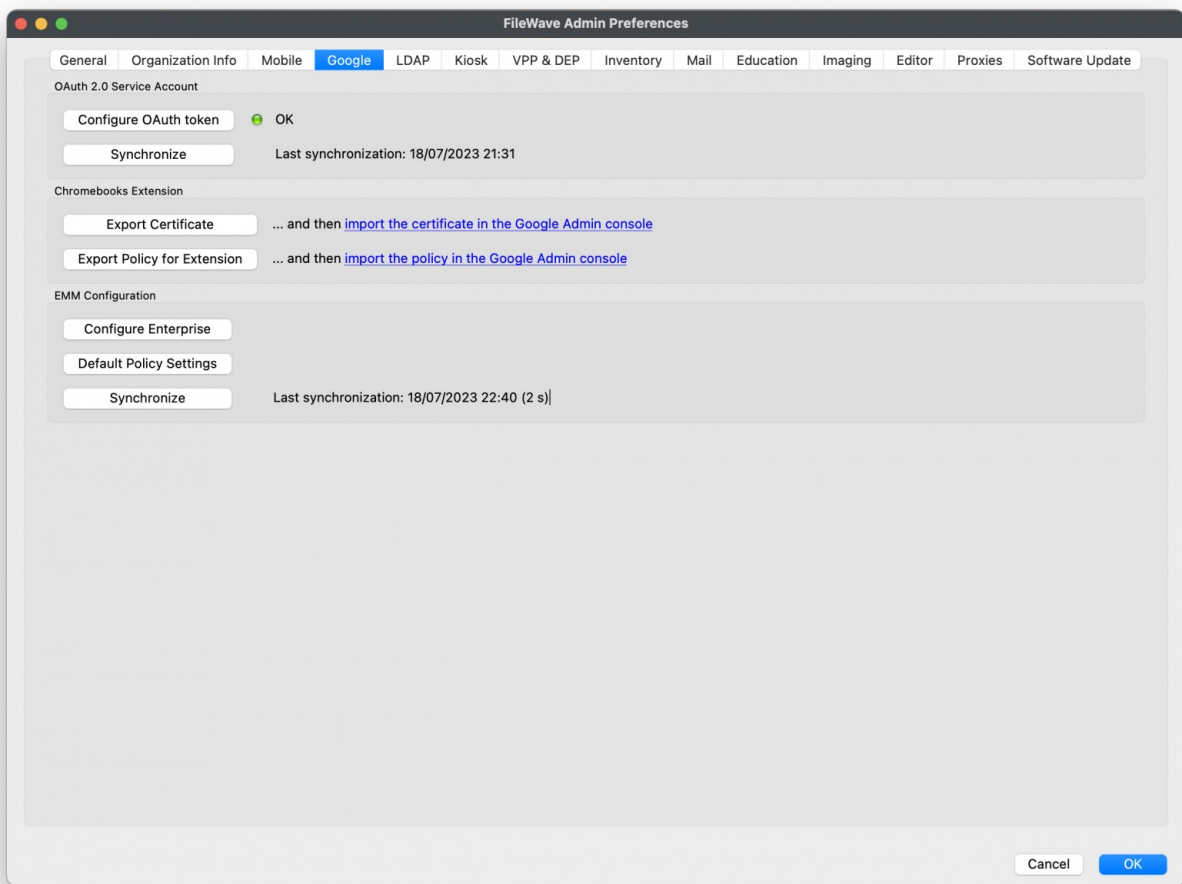 FileWave Admin Preferences
General Organization Info Mobile Google LDAP Kiosk VPP & DEP Inventory Mail Education Imaging Editor Proxies Software Update
OAuth 2.0 Service Account
Configure OAuth token OK
Synchronize Last synchronization: 18/07/2023 21:31
Chromebooks Extension
Export Certificate ... and then import the certificate in the Google Admin console
Export Policy for Extension ... and then import the policy in the Google Admin console
EMM Configuration
Configure Enterprise
Default Policy Settings
Synchronize Last synchronization: 18/07/2023 22:40 (2 s)
Cancel OK